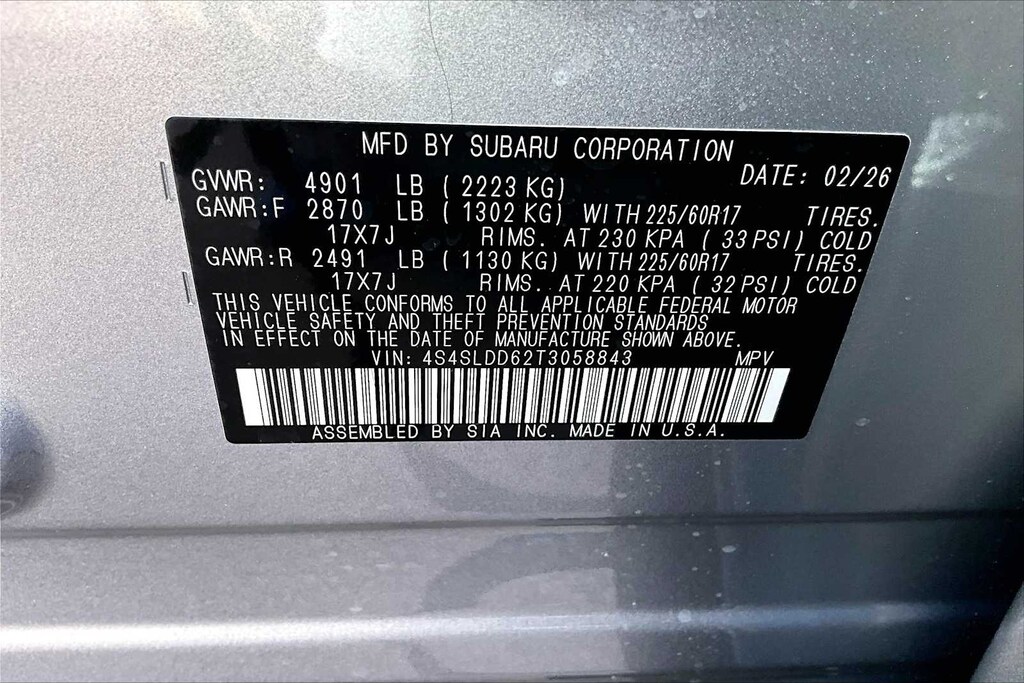 MFD BY SUBARU CORPORATION
DATE: 02/26
GVWR: 4901 LB ( 2223 KG)
GAWR:F 2870 LB ( 1302 KG) WITH 225/60R17 TIRES.
17X7J RIMS. AT 230 KPA ( 33 PSI) COLD
GAWR:R 2491 LB ( 1130 KG) WITH 225/60R17 TIRES.
17X7J RIMS. AT 220 KPA ( 32 PSI) COLD
THIS VEHICLE CONFORMS TO ALL APPLICABLE FEDERAL MOTOR
VEHICLE SAFETY AND THEFT PREVENTION STANDARDS
IN EFFECT ON THE DATE OF MANUFACTURE SHOWN ABOVE.
VIN: 4S4SLDD62T3058843 MPV
ASSEMBLED BY SIA INC. MADE IN U.S.A.